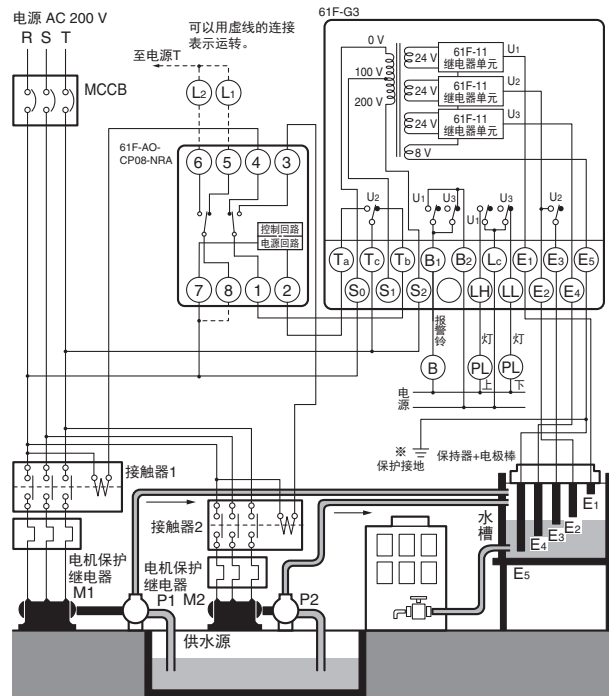 电源 AC 200 V
R S T
MCCB
可以用虚线的连接
表示运转。
至电源T
L2 L1
61F-AO-
CP08-NRA
6 5 4 3
控制回路
电源回路
7 8 1 2
61F-G3
0 V
100 V
200 V
24 V
61F-11
继电器单元
U1
24 V
61F-11
继电器单元
U2
24 V
61F-11
继电器单元
U3
8 V
U2
U1 U3
U1 U3
U2
Ta Tc Tb B1 B2 Lc E1 E3 E5
S0 S1 S2 LH LL E2 E4
报警铃
灯
灯
B
PL
PL
上
下
电源
※
保护接地
保持器+电极棒
接触器1
接触器2
电机保护
继电器
M1
电机保护
继电器
M2
P1
P2
水槽
E1
E2
E3
E4
E5
供水源